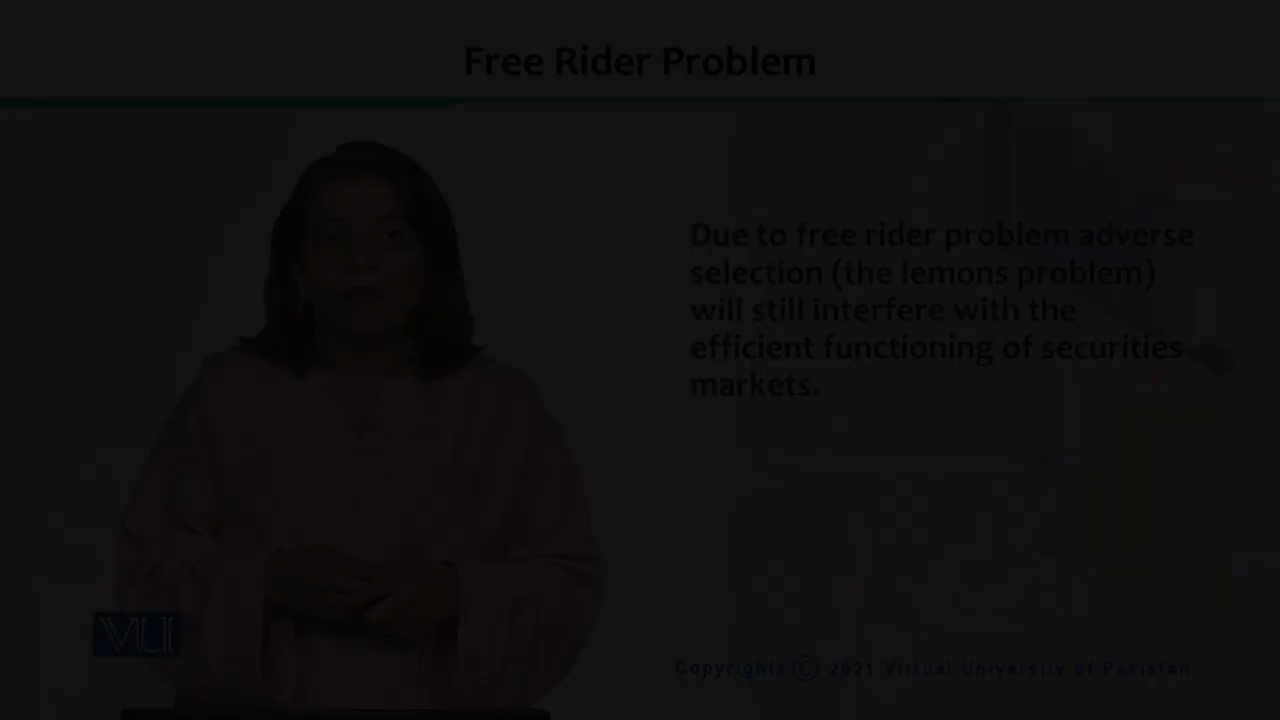 Free Rider Problem
Due to free rider problem adverse
selection (the lemons problem)
will still interfere with the
efficient functioning of securities
markets.
VU
Copyrights © 2021 Virtual University of Pakistan